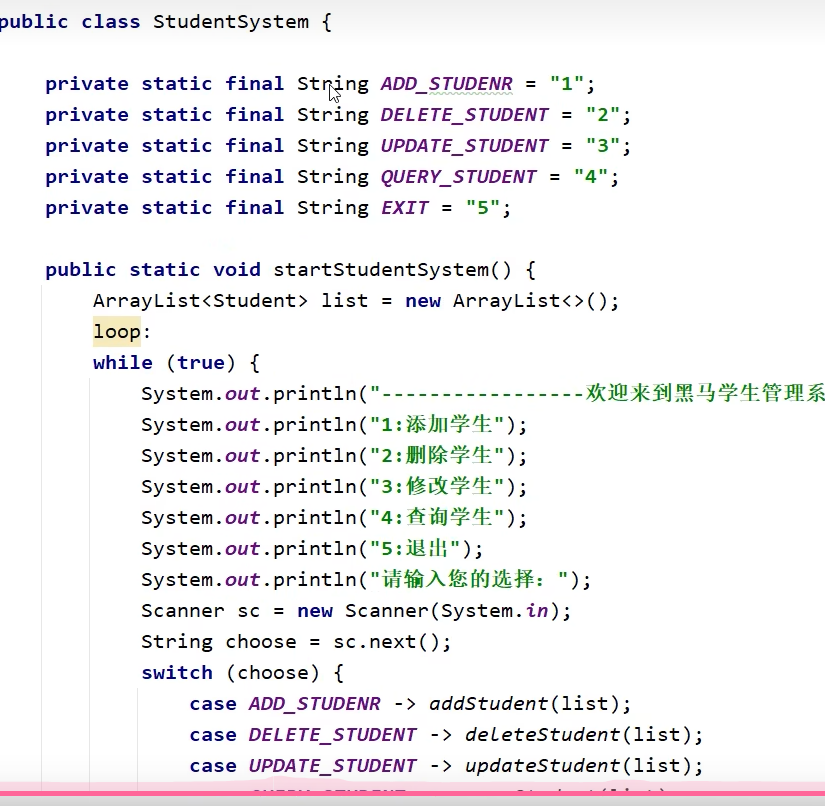 public class StudentSystem {
private static final String ADD_STUDENR = "1";
private static final String DELETE_STUDENT = "2";
private static final String UPDATE_STUDENT = "3";
private static final String QUERY_STUDENT = "4";
private static final String EXIT = "5";
public static void startStudentSystem() {
ArrayList<Student> list = new ArrayList<>();
loop:
while (true) {
System.out.println("-----------------欢迎来到黑马学生管理系
System.out.println("1:添加学生");
System.out.println("2:删除学生");
System.out.println("3:修改学生");
System.out.println("4:查询学生");
System.out.println("5:退出");
System.out.println("请输入您的选择：");
Scanner sc = new Scanner(System.in);
String choose = sc.next();
switch (choose) {
case ADD_STUDENR -> addStudent(list);
case DELETE_STUDENT -> deleteStudent(list);
case UPDATE_STUDENT -> updateStudent(list);